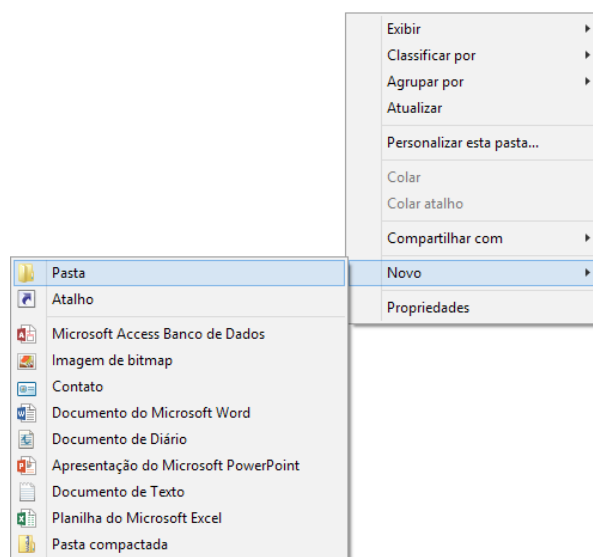 Exibir
Classificar por
Agrupar por
Atualizar
Personalizar esta pasta...
Colar
Colar atalho
Compartilhar com
Novo
Propriedades
Pasta
Atalho
Microsoft Access Banco de Dados
Imagem de bitmap
Contato
Documento do Microsoft Word
Documento de Diário
Apresentação do Microsoft PowerPoint
Documento de Texto
Planilha do Microsoft Excel
Pasta compactada